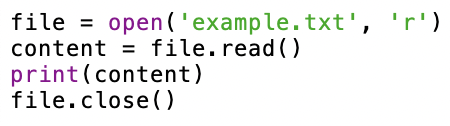 file = open('example.txt', 'r')
content = file.read()
print(content)
file.close()